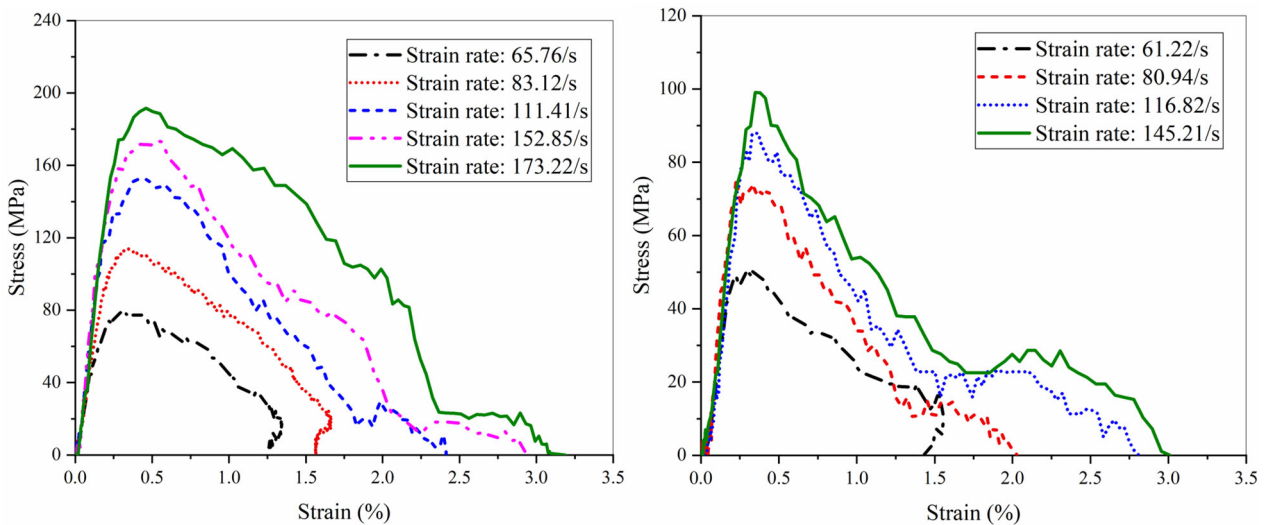 240
200
160
120
80
40
0
Stress (MPa)
Strain rate: 65.76/s
Strain rate: 83.12/s
Strain rate: 111.41/s
Strain rate: 152.85/s
Strain rate: 173.22/s
0.0 0.5 1.0 1.5 2.0 2.5 3.0 3.5
Strain (%)
120
100
80
60
40
20
0
Stress (MPa)
Strain rate: 61.22/s
Strain rate: 80.94/s
Strain rate: 116.82/s
Strain rate: 145.21/s
0.0 0.5 1.0 1.5 2.0 2.5 3.0 3.5
Strain (%)